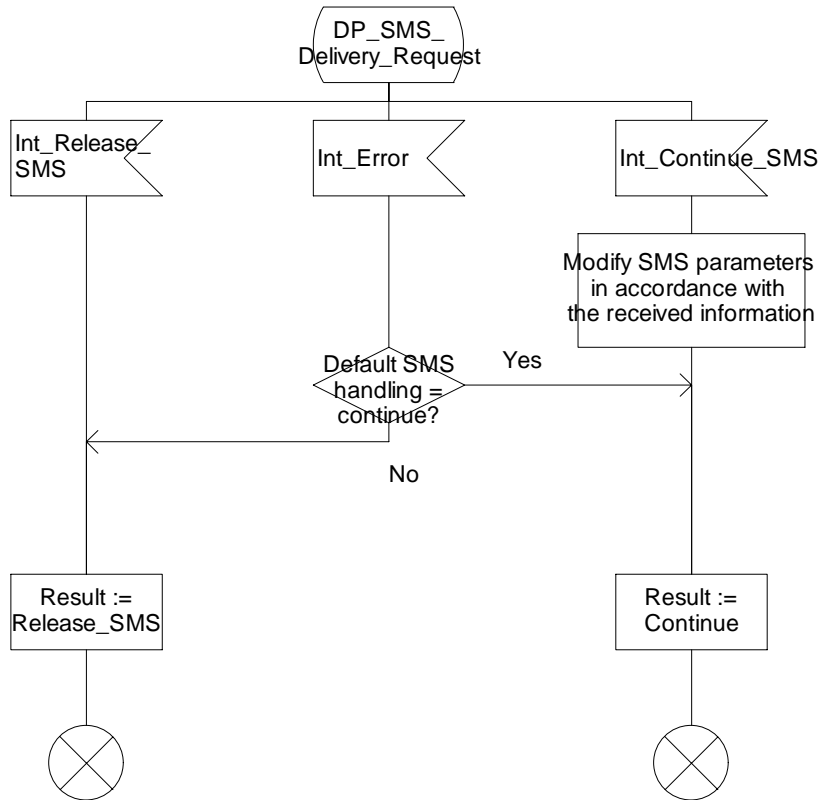 DP_SMS_
Delivery_Request
Int_Release_
SMS
Int_Error
Int_Continue_SMS
Modify SMS parameters
in accordance with
the received information
Default SMS
handling =
continue?
Yes
No
Result :=
Release_SMS
Result :=
Continue